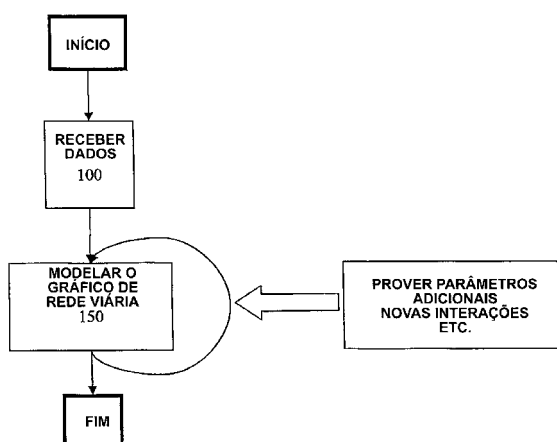 INÍCIO
RECEBER
DADOS
100
MODELAR O
GRÁFICO DE
REDE VIÁRIA
150
PROVER PARÂMETROS
ADICIONAIS
NOVAS INTERAÇÕES
ETC.
FIM